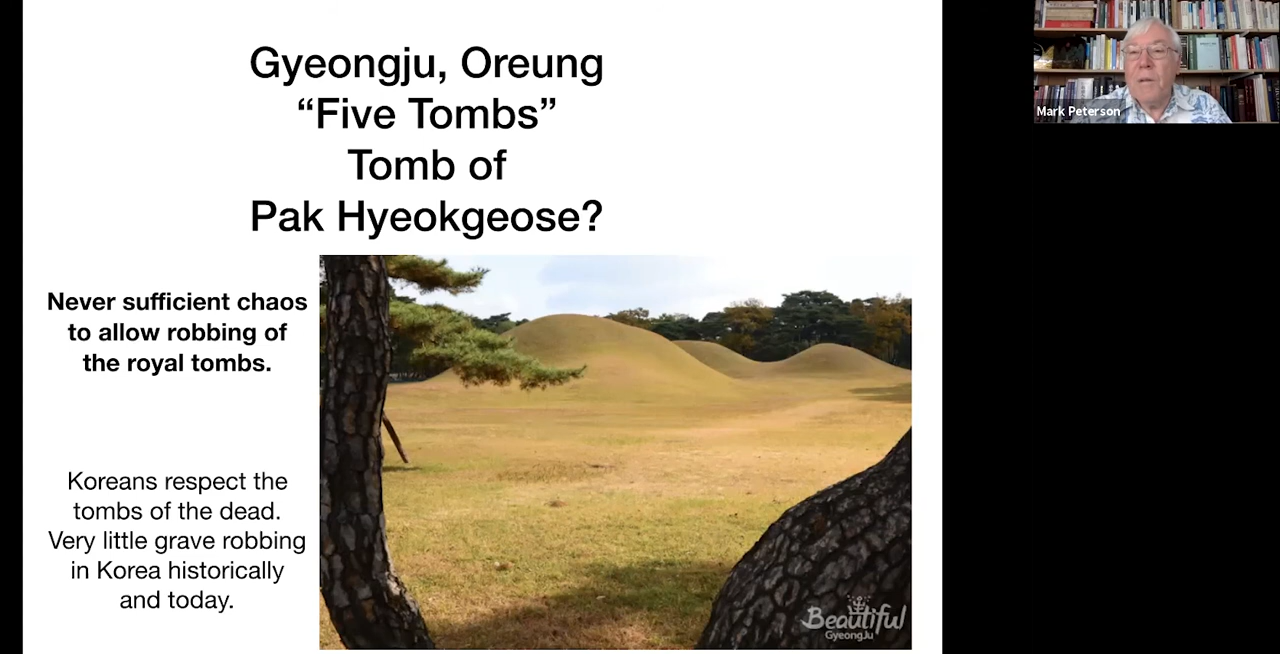 Gyeongju, Oreung
“Five Tombs”
Tomb of
Pak Hyeokgeose?
Never sufficient chaos
to allow robbing of
the royal tombs.
Koreans respect the
tombs of the dead.
Very little grave robbing
in Korea historically
and today.
Beautiful
GyeongJu
Mark Peterson